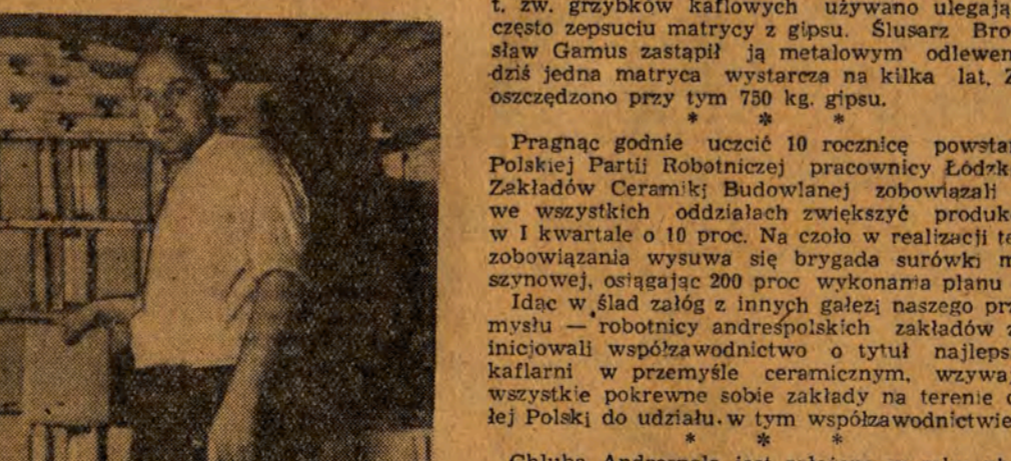 t. zw. grzybków kaflowych używano ulegają
często zepsuciu matrycy z gipsu. Ślusarz Bro
sław Gamus zastąpił ją metalowym odlewem
dziś jedna matryca wystarcza na kilka lat. Z
oszczędzono przy tym 750 kg. gipsu.
* * *
Pragnąc godnie uczcić 10 rocznicę powstan
Polskiej Partii Robotniczej pracownicy Łódzk
Zakładów Ceramiki Budowlanej zobowiązali
we wszystkich oddziałach zwiększyć produk
w I kwartale o 10 proc. Na czoło w realizacji te
zobowiązania wysuwa się brygada surówki m
szynowej, osiągając 200 proc wykonania planu
Idąc w ślad załóg z innych gałęzi naszego prz
mysłu — robotnicy andrespolskich zakładów z
inicjowali współzawodnictwo o tytuł najleps
kaflarni w przemyśle ceramicznym, wzywa
wszystkie pokrewne sobie zakłady na terenie c
łej Polski do udziału w tym współzawodnictwie
* * *